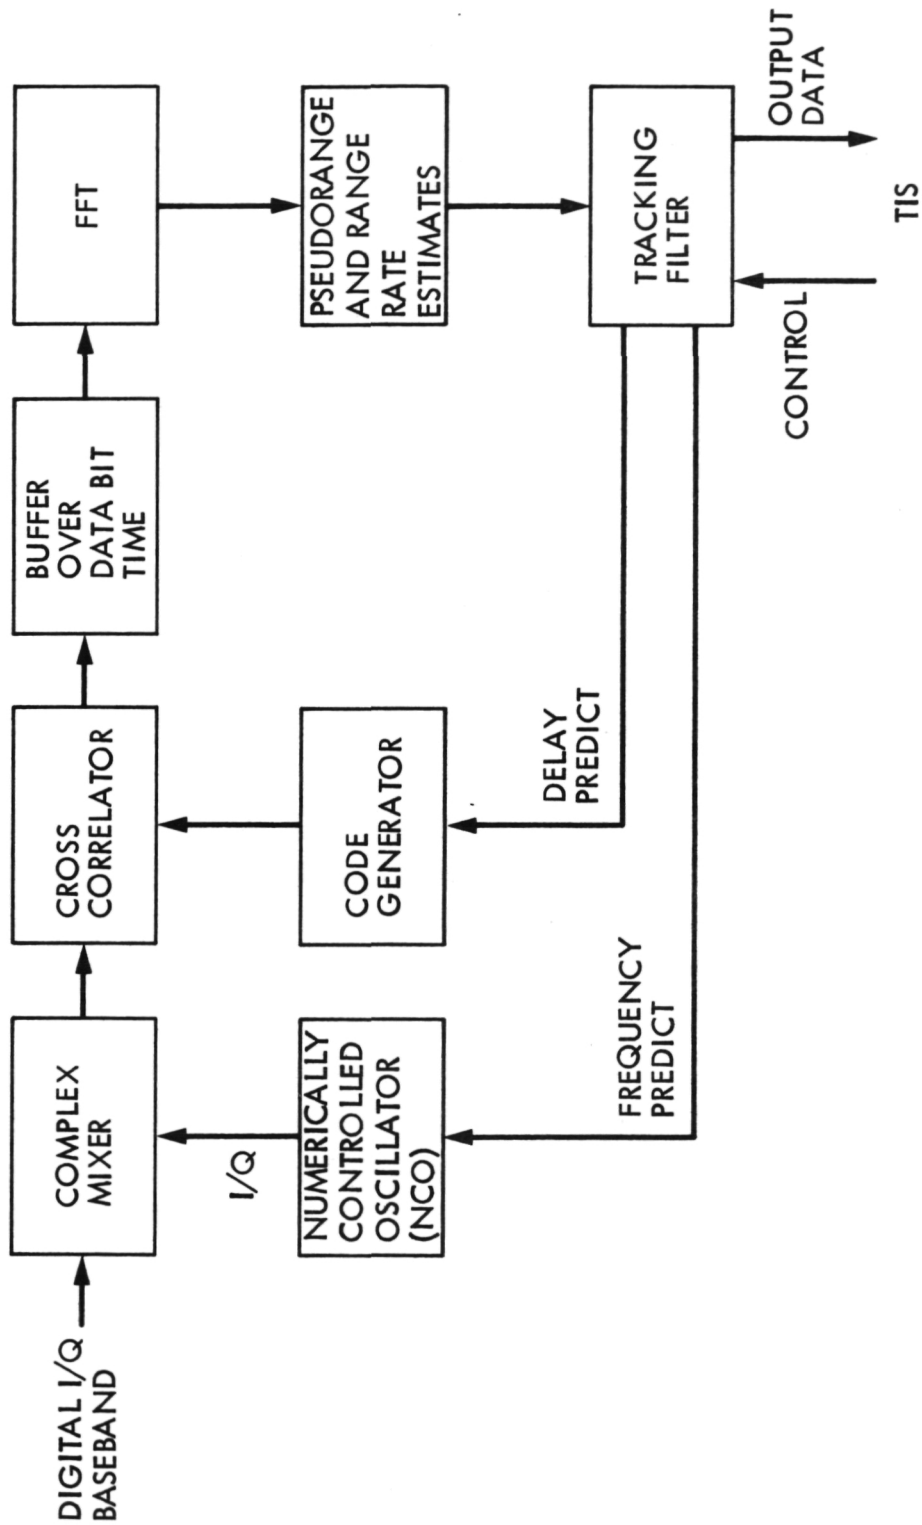 DIGITAL I/Q
BASEBAND
COMPLEX
MIXER
CROSS
CORRELATOR
BUFFER
OVER
DATA BIT
TIME
FFT
I/Q
NUMERICALLY
CONTROLLED
OSCILLATOR
(NCO)
CODE
GENERATOR
PSEUDORANGE
AND RANGE
RATE
ESTIMATES
DELAY
PREDICT
FREQUENCY
PREDICT
TRACKING
FILTER
CONTROL
OUTPUT
DATA
TIS